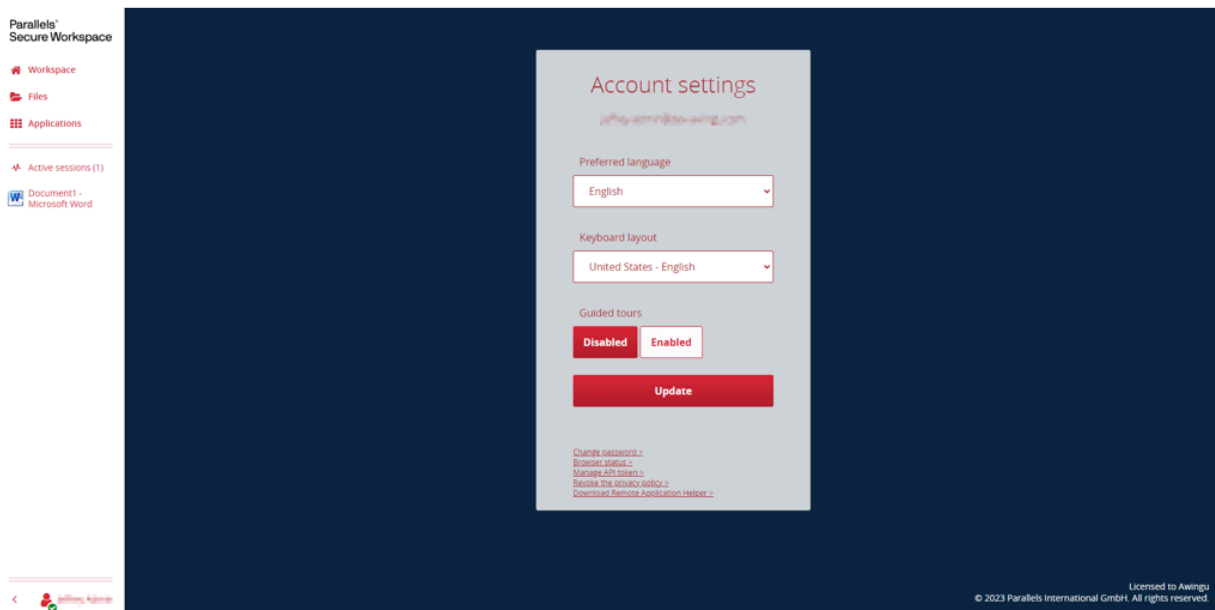 Parallels®
Secure Workspace
Workspace
Files
Applications
Active sessions (1)
Document1 -
Microsoft Word
Account settings
Preferred language
English
Keyboard layout
United States - English
Guided tours
Disabled Enabled
Update
Change password >
Browser status >
Manage API token >
Revoke the privacy policy >
Download Remote Application Helper >
Licensed to Awingu
© 2023 Parallels International GmbH. All rights reserved.